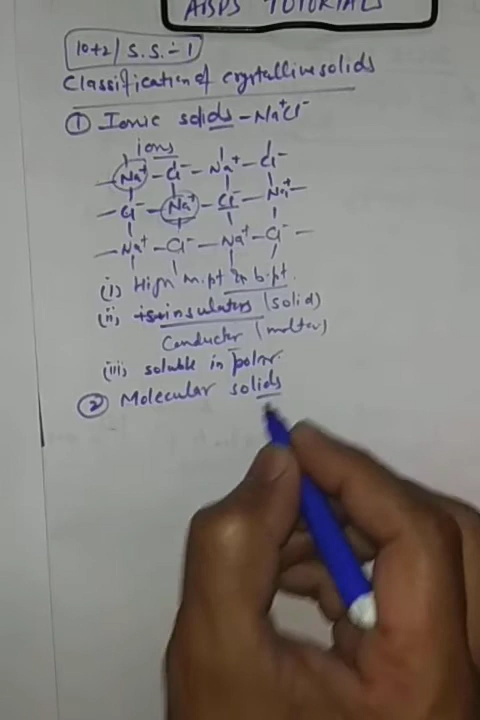 ABPS TUTORIALS
10+2/ S.S.-1
Classification of crystalline solids
① Ionic solids - Na⁺Cl⁻
ions
- Na⁺ - Cl⁻ - Na⁺ - Cl⁻
- Cl⁻ - Na⁺ - Cl⁻ - Na⁺ -
- Na⁺ - Cl⁻ - Na⁺ - Cl⁻ -
(i) High m.pt & b.pt.
(ii) insulators (solid)
Conductor (molten)
(iii) soluble in polar.
② Molecular solids